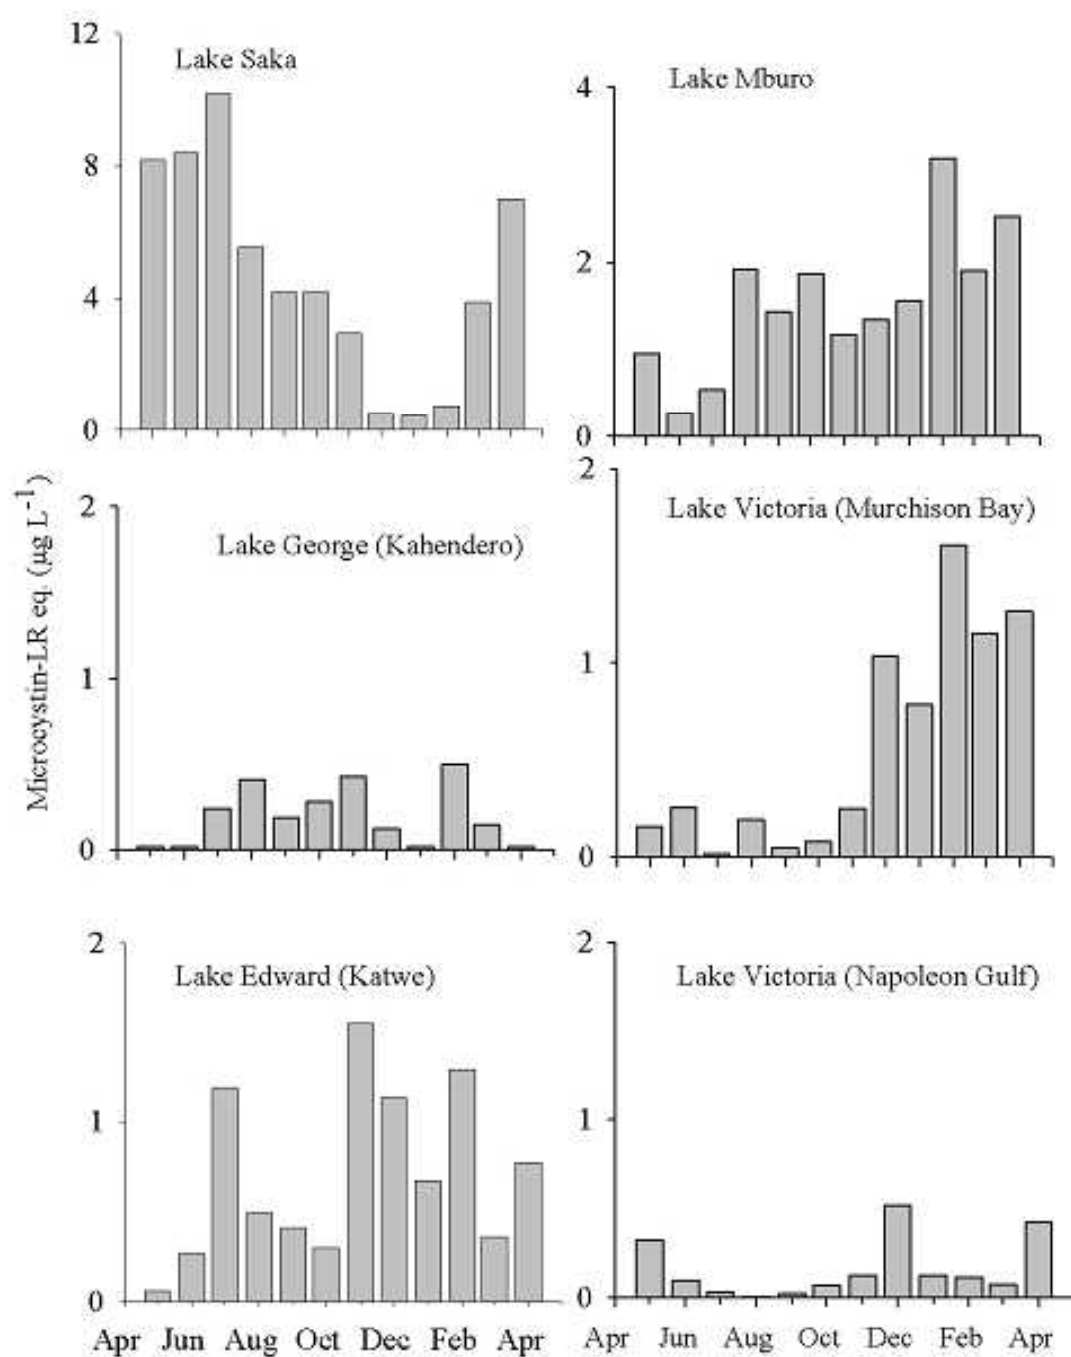 12
Lake Saka
8
4
0
Lake Mburo
4
2
0
Microcystin-LR eq. (µg L⁻¹)
2
Lake George (Kahendero)
1
0
2
Lake Victoria (Murchison Bay)
1
0
2
Lake Edward (Katwe)
1
0
Apr Jun Aug Oct Dec Feb Apr
2
Lake Victoria (Napoleon Gulf)
1
0
Apr Jun Aug Oct Dec Feb Apr